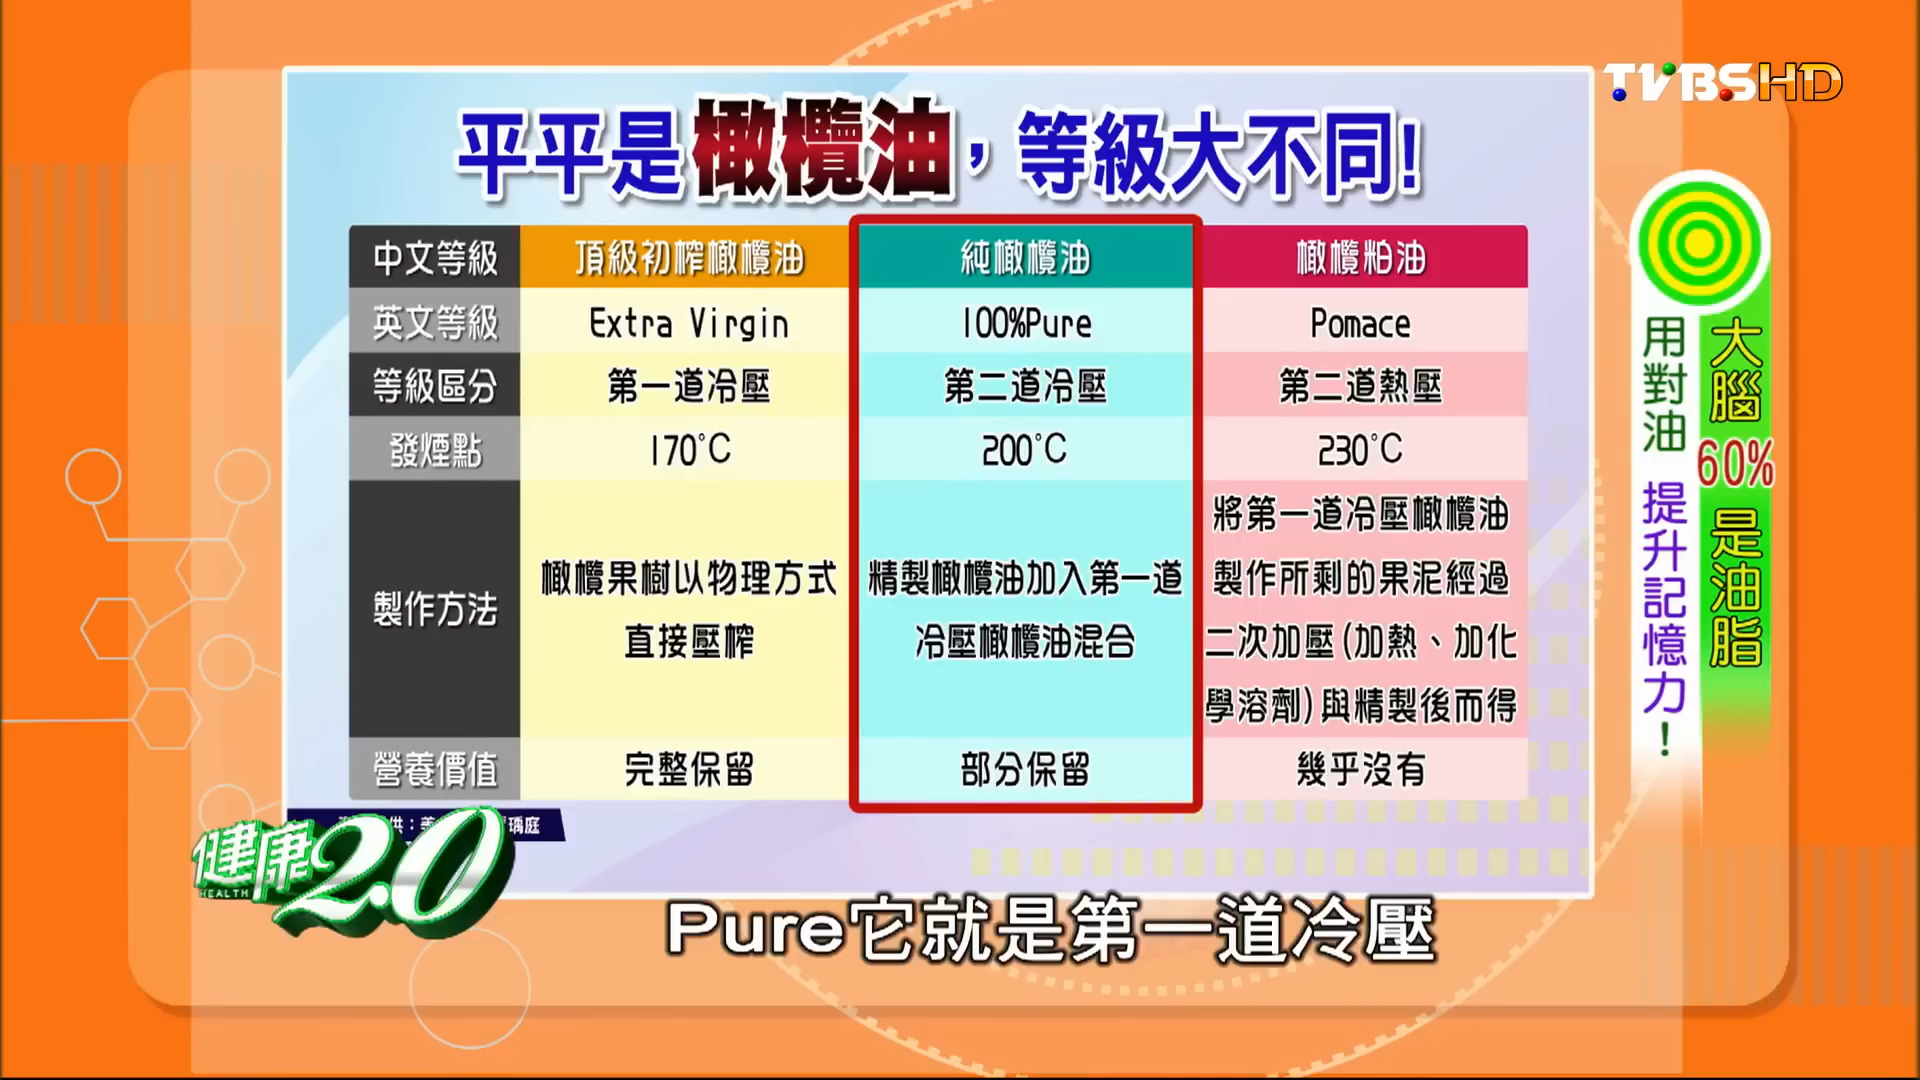 TVBSHD
平平是橄欖油，等級大不同!
中文等級 頂級初榨橄欖油 純橄欖油 橄欖粕油
英文等級 Extra Virgin 100%Pure Pomace
等級區分 第一道冷壓 第二道冷壓 第二道熱壓
發煙點 170°C 200°C 230°C
製作方法
橄欖果樹以物理方式
直接壓榨
精製橄欖油加入第一道
冷壓橄欖油混合
將第一道冷壓橄欖油
製作所剩的果泥經過
二次加壓(加熱、加化
學溶劑)與精製後而得
營養價值 完整保留 部分保留 幾乎沒有
大腦60%是油脂
用對油 提升記憶力!
供：
瑀庭
健康2.0
HEALTH
Pure它就是第一道冷壓